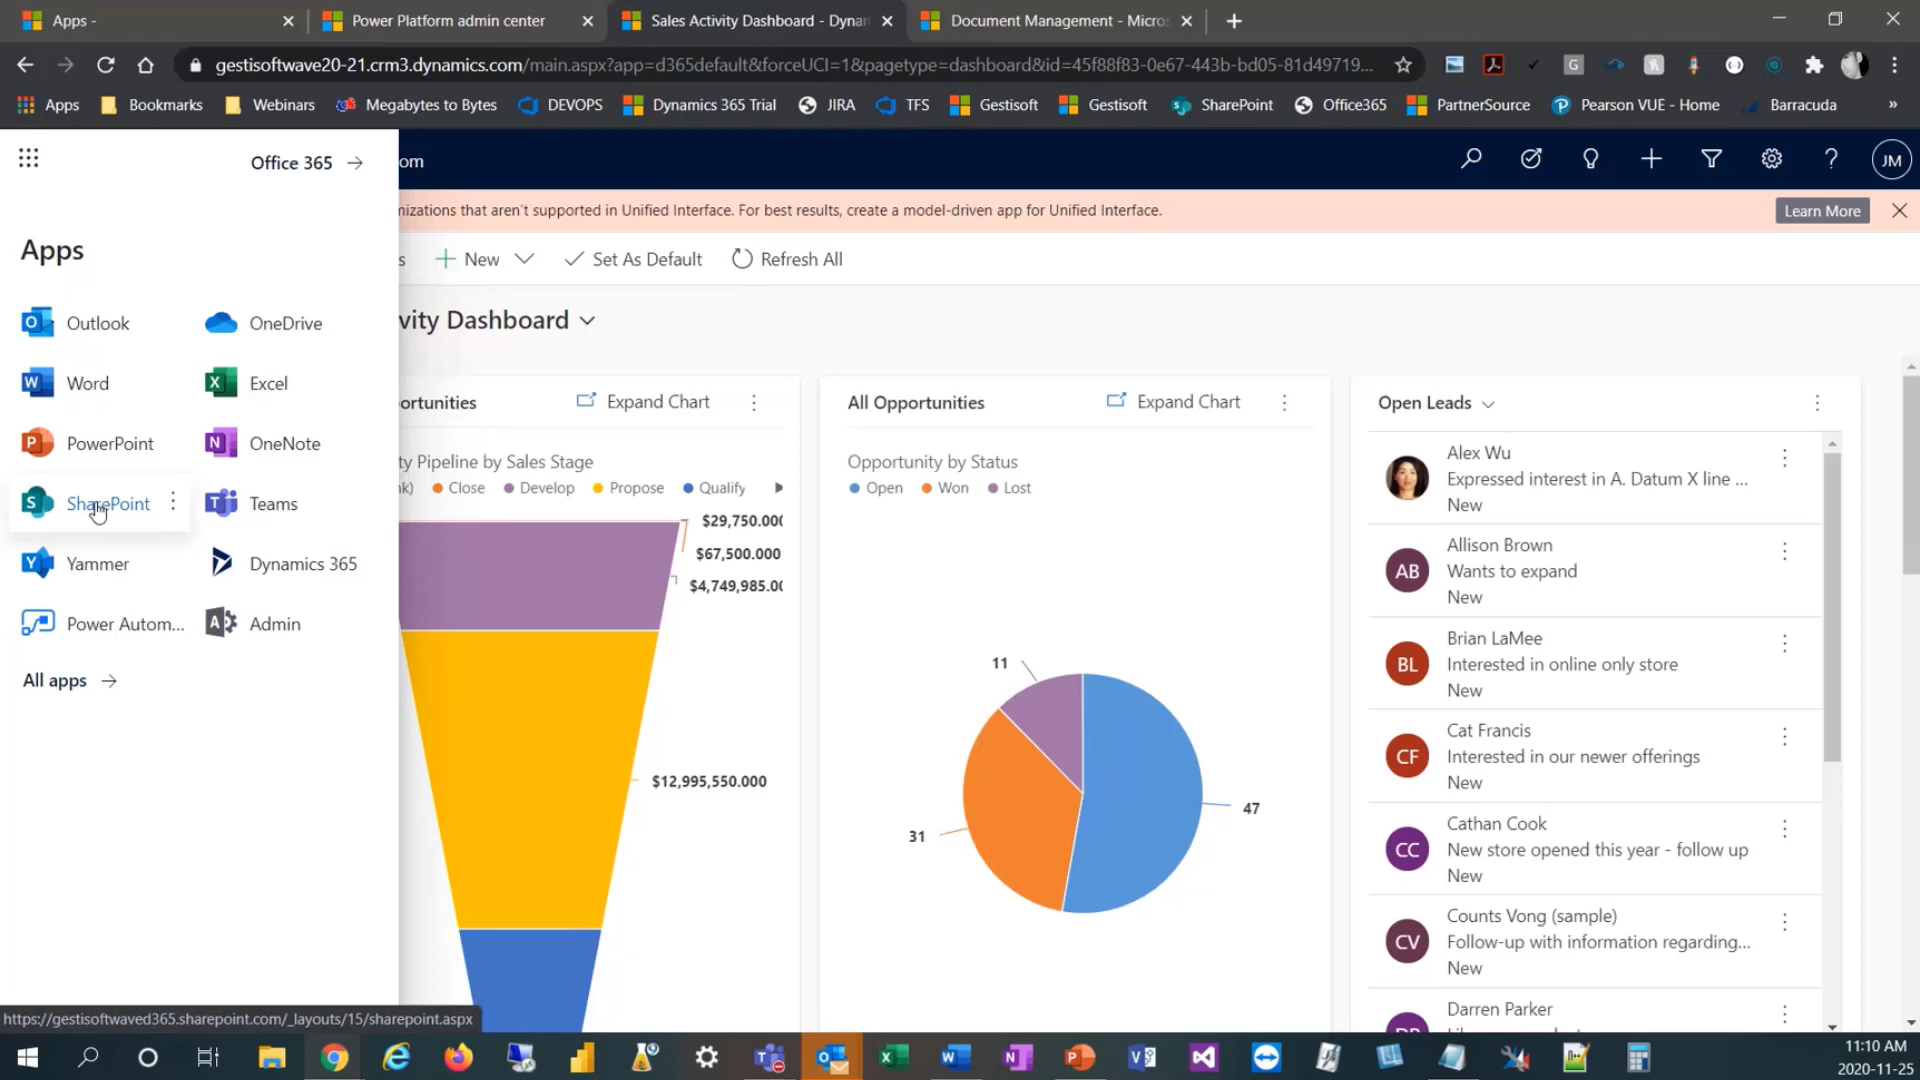 Apps -
Power Platform admin center
Sales Activity Dashboard - Dynan
Document Management - Micros
gestisoftwave20-21.crm3.dynamics.com/main.aspx?app=d365default&forceUCI=1&pagetype=dashboard&id=45f88f83-0e67-443b-bd05-81d49719...
Apps
Bookmarks
Webinars
Megabytes to Bytes
DEVOPS
Dynamics 365 Trial
JIRA
TFS
Gestisoft
Gestisoft
SharePoint
Office365
PartnerSource
Pearson VUE - Home
Barracuda
»
Office 365
om
JM
nizations that aren't supported in Unified Interface. For best results, create a model-driven app for Unified Interface.
Learn More
Apps
s
New
Set As Default
Refresh All
Outlook
OneDrive
vity Dashboard
Word
Excel
PowerPoint
OneNote
SharePoint
Teams
Yammer
Dynamics 365
Power Autom...
Admin
All apps
ortunities
Expand Chart
ty Pipeline by Sales Stage
nk)
Close
Develop
Propose
Qualify
$29,750.000
$67,500.000
$4,749,985.00
$12,995,550.000
All Opportunities
Expand Chart
Opportunity by Status
Open
Won
Lost
11
47
31
Open Leads
Alex Wu
Expressed interest in A. Datum X line ...
New
AB
Allison Brown
Wants to expand
New
BL
Brian LaMee
Interested in online only store
New
CF
Cat Francis
Interested in our newer offerings
New
CC
Cathan Cook
New store opened this year - follow up
New
CV
Counts Vong (sample)
Follow-up with information regarding...
New
Darren Parker
https://gestisoftwaved365.sharepoint.com/_layouts/15/sharepoint.aspx
11:10 AM
2020-11-25